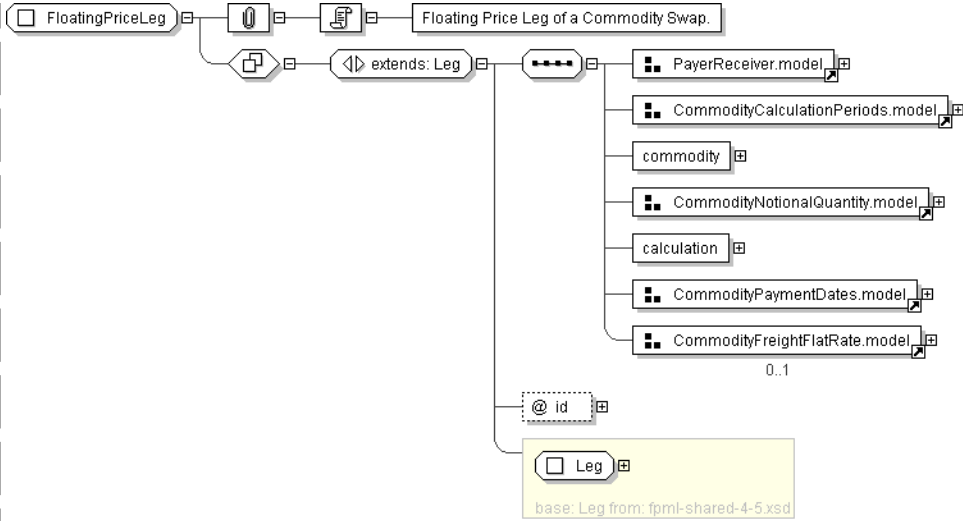 FloatingPriceLeg
Floating Price Leg of a Commodity Swap.
extends: Leg
PayerReceiver.model
CommodityCalculationPeriods.model
commodity
CommodityNotionalQuantity.model
calculation
CommodityPaymentDates.model
CommodityFreightFlatRate.model
0..1
@ id
Leg
base: Leg from: fpml-shared-4-5.xsd